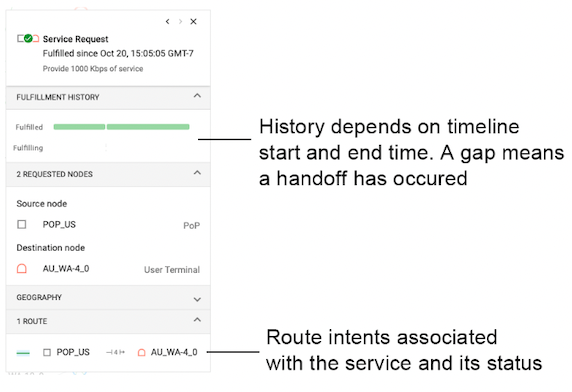 Service Request
Fulfilled since Oct 20, 15:05:05 GMT-7
Provide 1000 Kbps of service
FULFILLMENT HISTORY
Fulfilled
Fulfilling
History depends on timeline
start and end time. A gap means
a handoff has occured
2 REQUESTED NODES
Source node
POP_US PoP
Destination node
AU_WA-4_0 User Terminal
GEOGRAPHY
1 ROUTE
POP_US 4 AU_WA-4_0
Route intents associated
with the service and its status